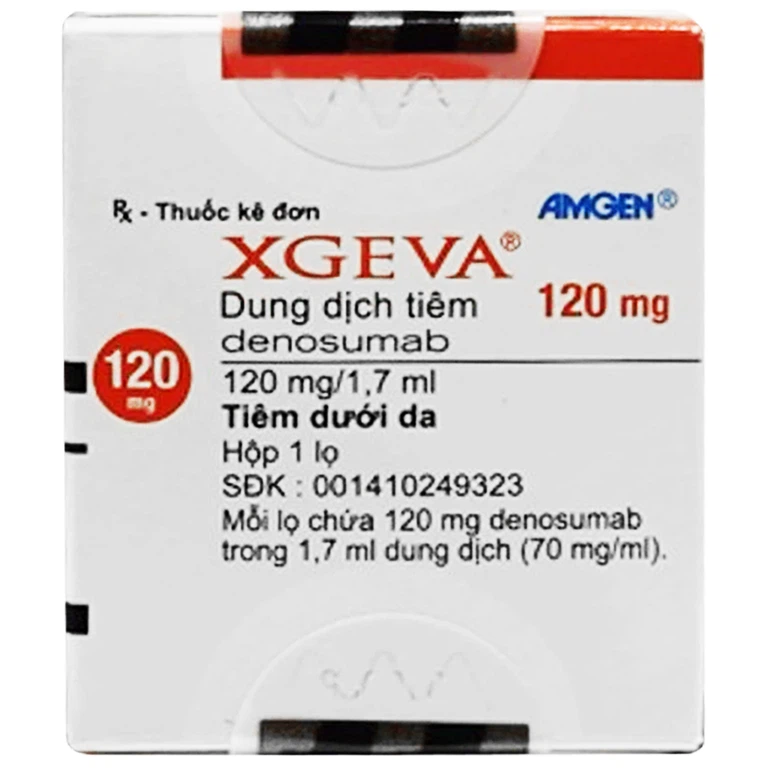 ℞ - Thuốc kê đơn
AMGEN®
XGEVA®
Dung dịch tiêm
120 mg
denosumab
120 mg
120 mg/1,7 ml
Tiêm dưới da
Hộp 1 lọ
SĐK : 001410249323
Mỗi lọ chứa 120 mg denosumab
trong 1,7 ml dung dịch (70 mg/ml).